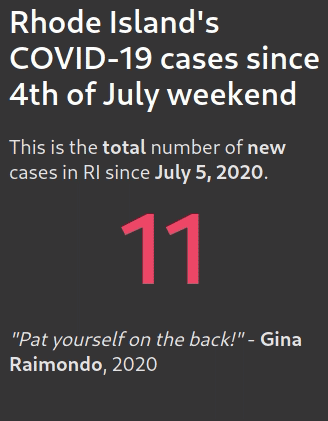 Rhode Island's
COVID-19 cases since
4th of July weekend
This is the total number of new
cases in RI since July 5, 2020.
11
"Pat yourself on the back!" - Gina
Raimondo, 2020